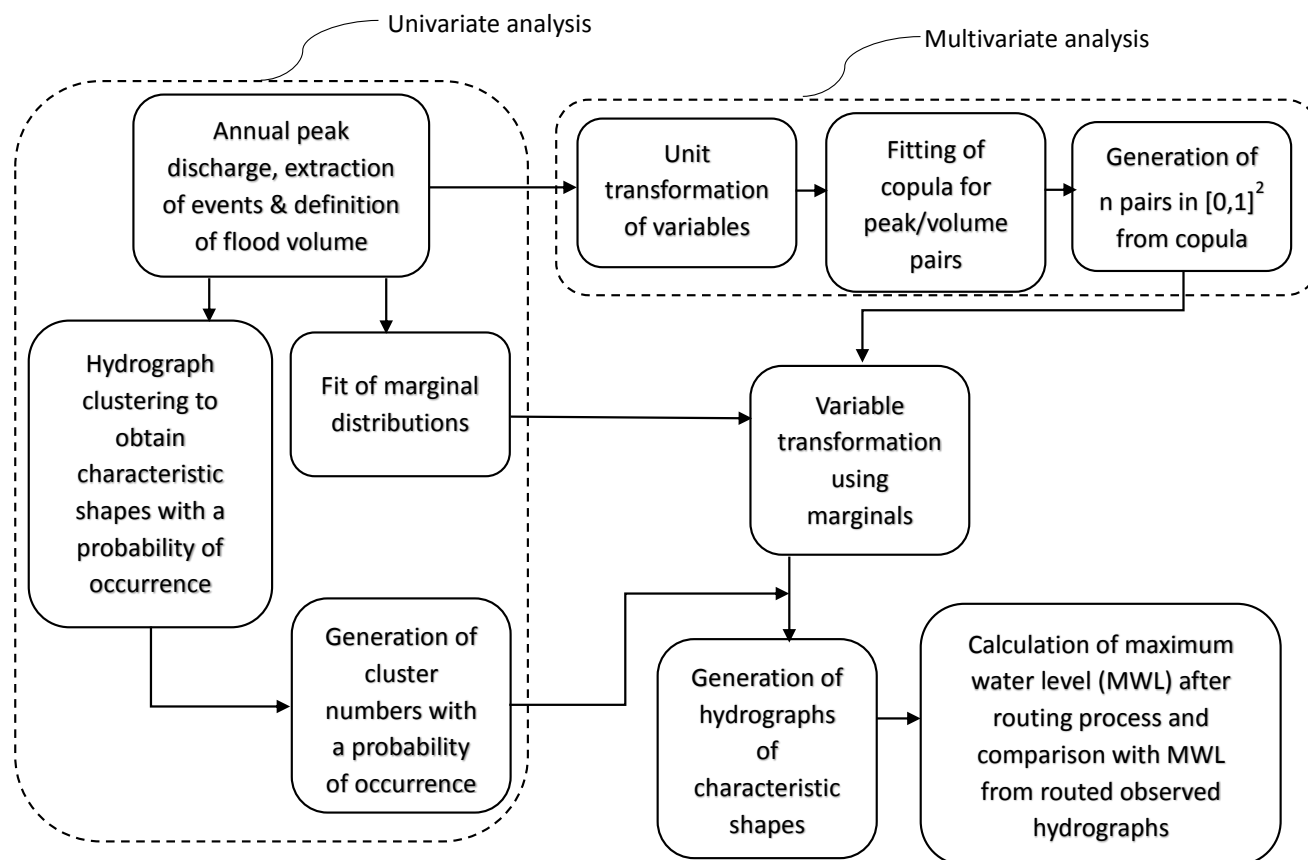 Univariate analysis
Multivariate analysis
Annual peak
discharge, extraction
of events & definition
of flood volume
Unit
transformation
of variables
Fitting of
copula for
peak/volume
pairs
Generation of
n pairs in [0,1]²
from copula
Hydrograph
clustering to
obtain
characteristic
shapes with a
probability of
occurrence
Fit of marginal
distributions
Variable
transformation
using
marginals
Generation of
cluster
numbers with
a probability
of occurrence
Generation of
hydrographs
of
characteristic
shapes
Calculation of maximum
water level (MWL) after
routing process and
comparison with MWL
from routed observed
hydrographs